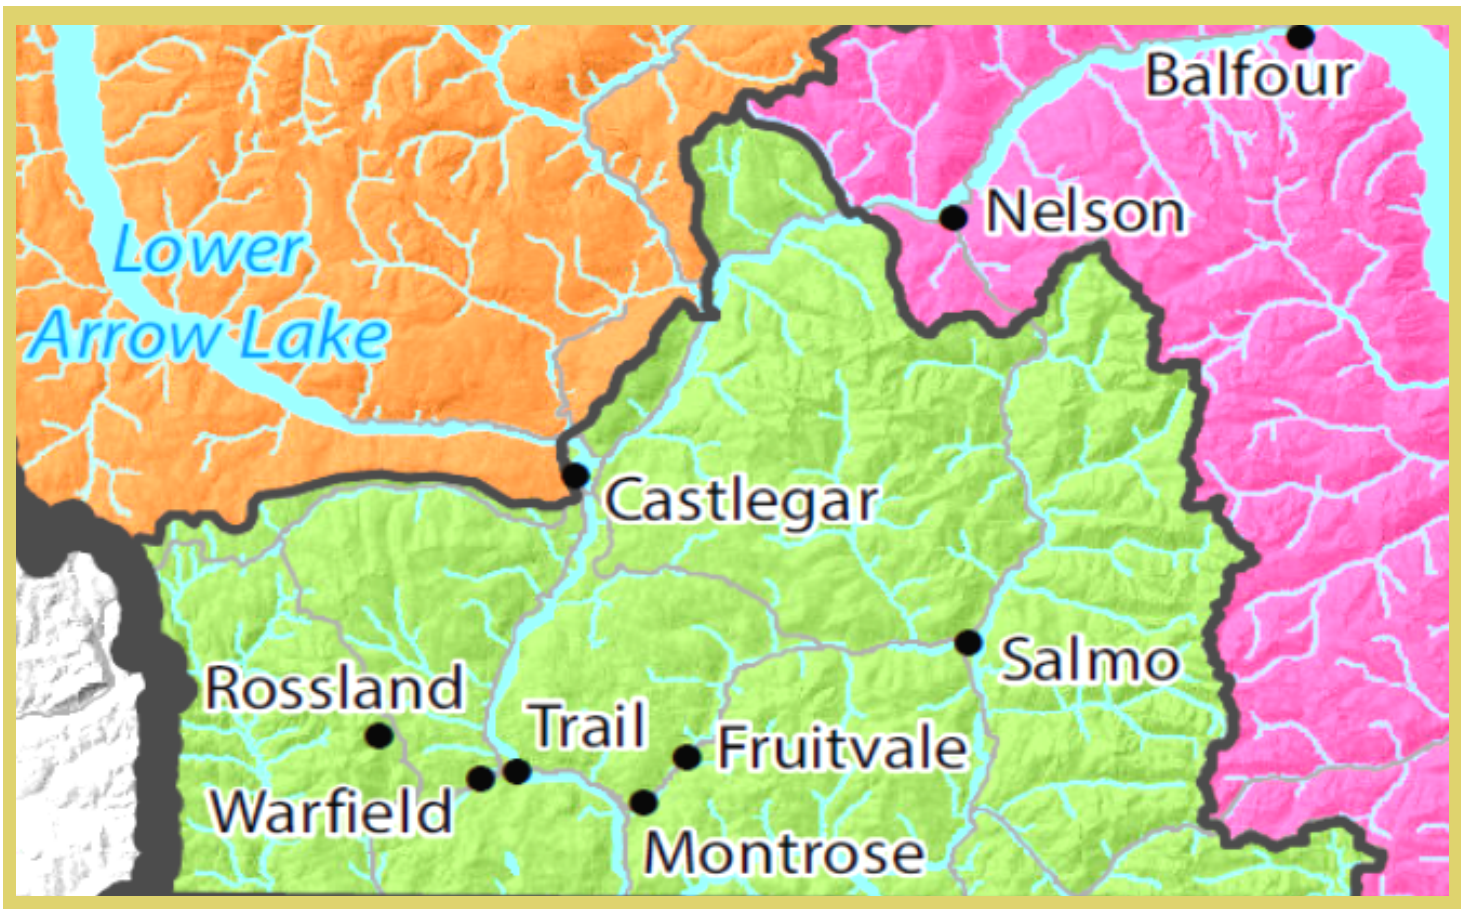 Balfour
Nelson
Lower
Arrow Lake
Castlegar
Salmo
Rossland
Trail
Fruitvale
Warfield
Montrose